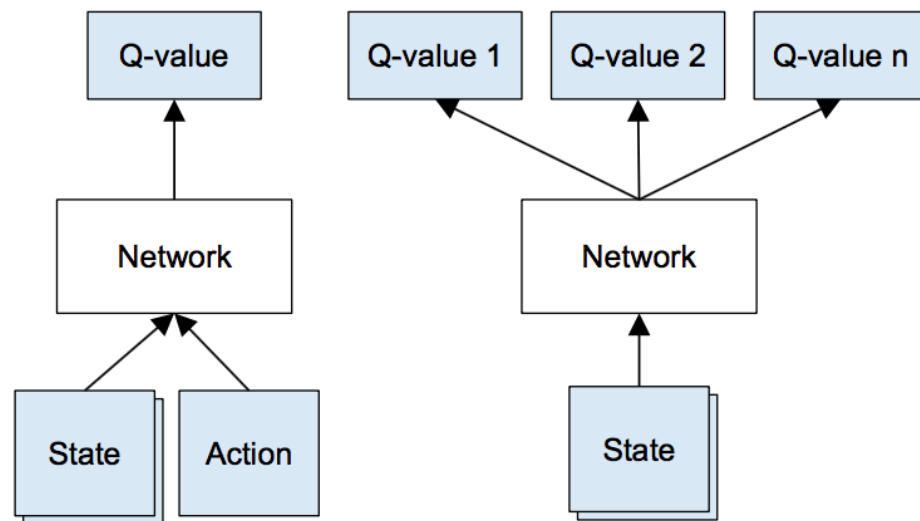 Q-value
Q-value 1
Q-value 2
Q-value n
Network
Network
State
Action
State